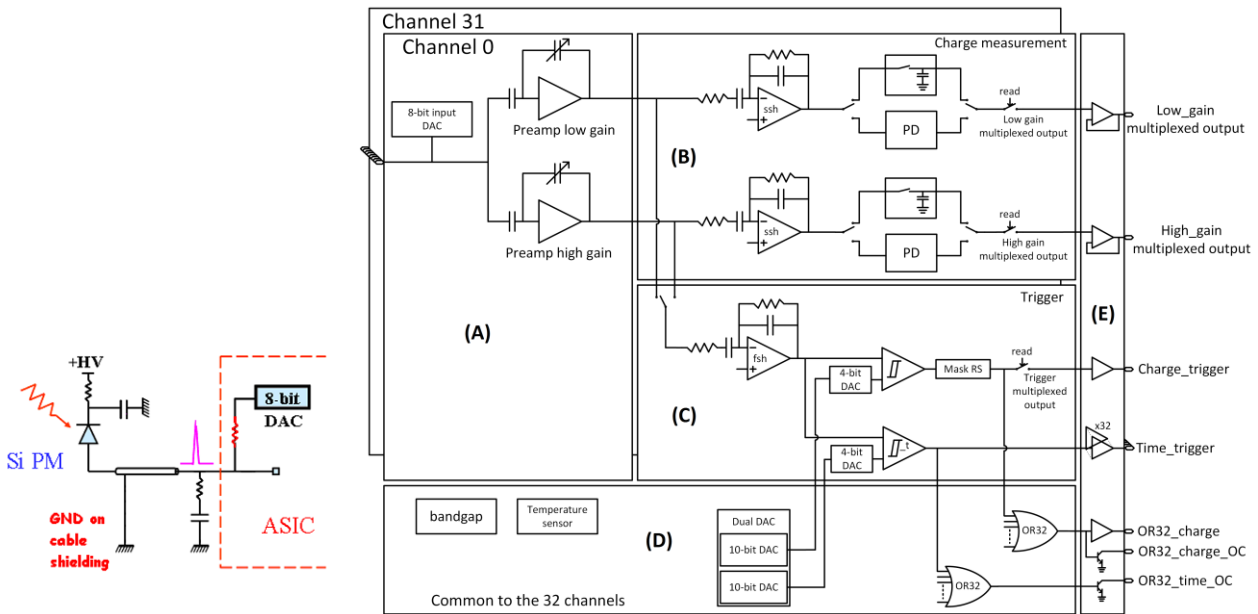 Channel 31
Channel 0
Charge measurement
8-bit input
DAC
Preamp low gain
Preamp high gain
(A)
ssh
PD
read
Low gain
multiplexed output
(B)
ssh
PD
read
High gain
multiplexed output
Low_gain
multiplexed output
High_gain
multiplexed output
Trigger
(E)
fsh
4-bit
DAC
Mask RS
read
Trigger
multiplexed
output
Charge_trigger
(C)
4-bit
DAC
_t
x32
Time_trigger
+HV
8-bit
DAC
Si PM
GND on
cable
shielding
ASIC
bandgap
Temperature
sensor
(D)
Dual DAC
10-bit DAC
10-bit DAC
OR32
OR32
OR32_charge
OR32_charge_OC
OR32_time_OC
Common to the 32 channels